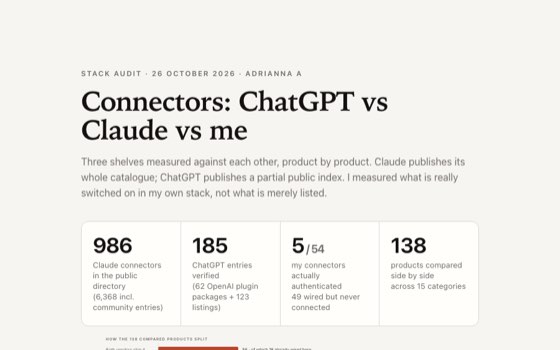 STACK AUDIT · 26 OCTOBER 2026 · ADRIANNA A
Connectors: ChatGPT vs
Claude vs me
Three shelves measured against each other, product by product. Claude publishes its
whole catalogue; ChatGPT publishes a partial public index. I measured what is really
switched on in my own stack, not what is merely listed.
986
Claude connectors
in the public
directory
(6,368 incl.
community entries)
185
ChatGPT entries
verified
(62 OpenAI plugin
packages + 123
listings)
5/54
my connectors
actually
authenticated
49 wired but never
connected
138
products compared
side by side
across 15 categories
HOW THE 138 COMPARED PRODUCTS SPLIT